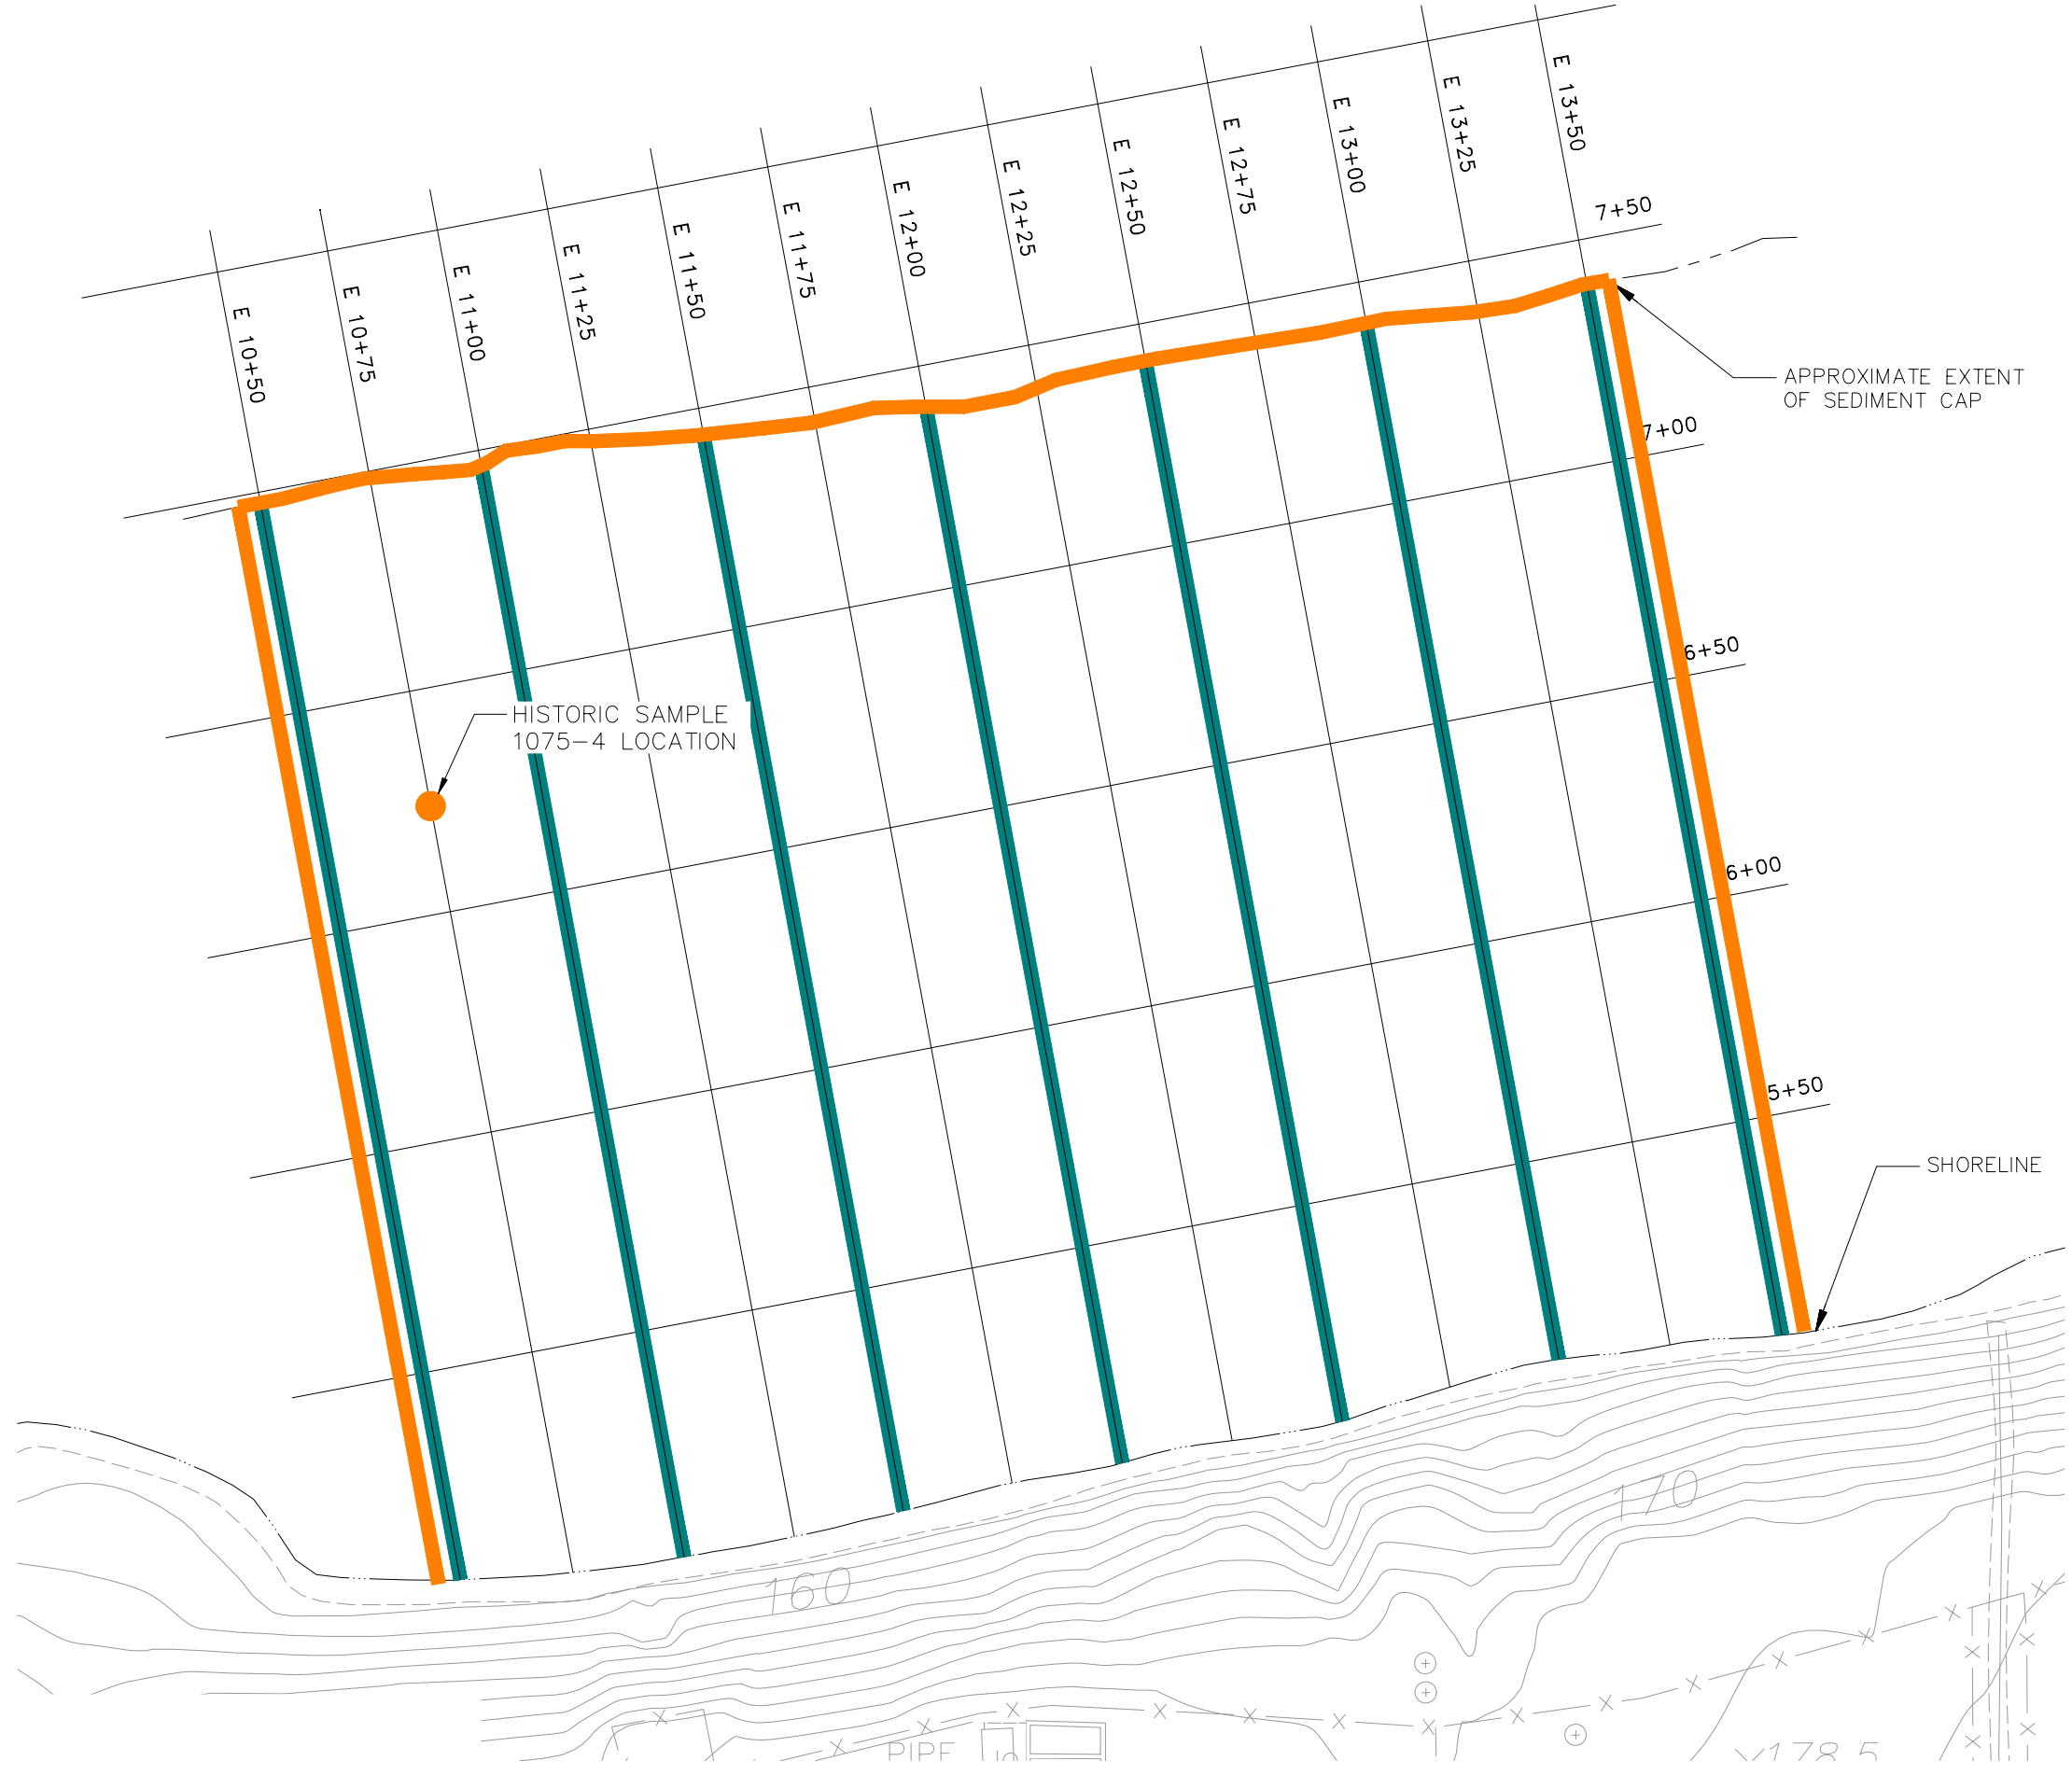 E 13+50
E 13+25
E 13+00
E 12+75
E 12+50
E 12+25
E 12+00
E 11+75
E 11+50
E 11+25
E 11+00
E 10+75
E 10+50
7+50
APPROXIMATE EXTENT
OF SEDIMENT CAP
7+00
6+50
HISTORIC SAMPLE
1075-4 LOCATION
6+00
5+50
SHORELINE
170
160
PIPE
178.5